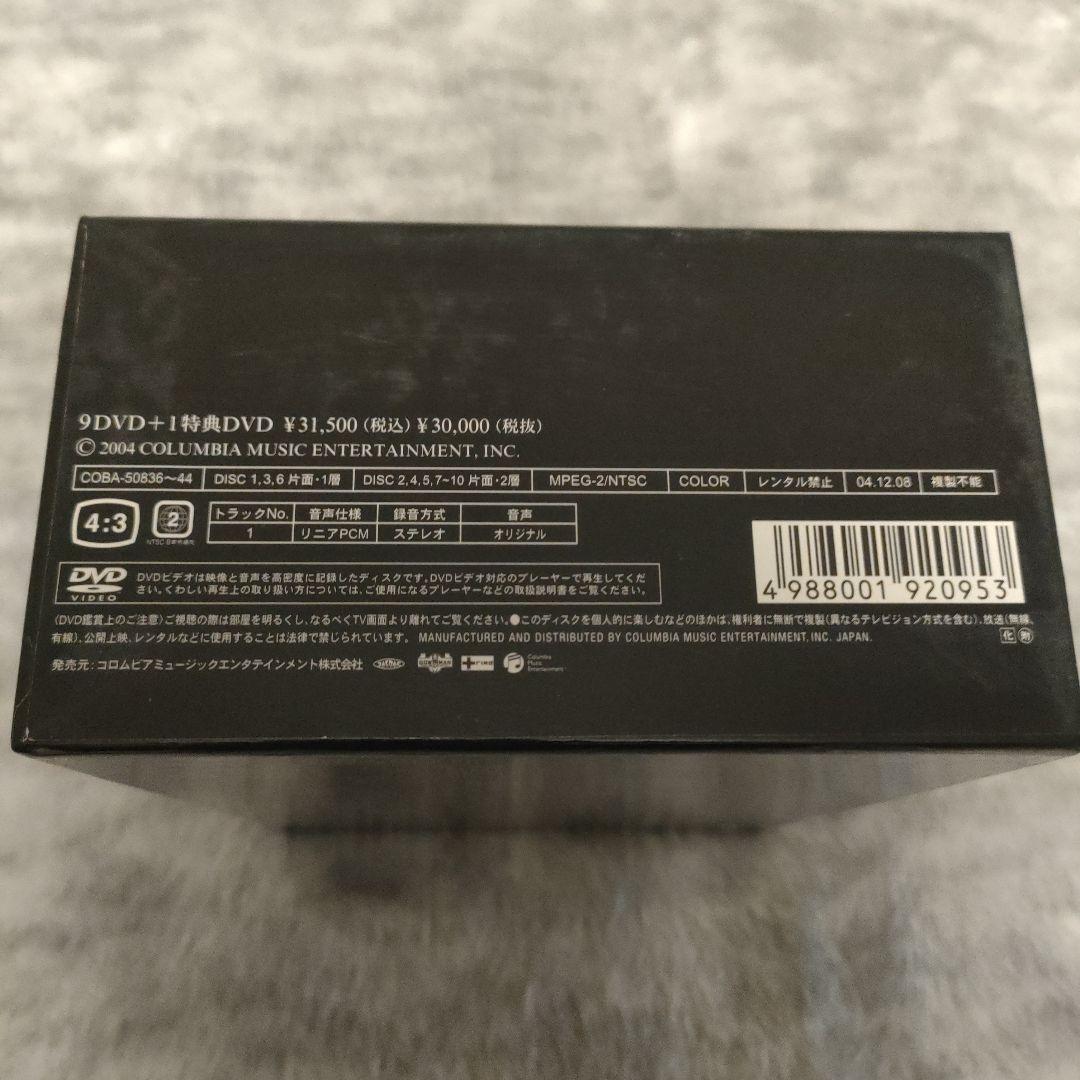 9DVD＋1特典DVD ￥31,500（税込）￥30,000（税抜）
© 2004 COLUMBIA MUSIC ENTERTAINMENT, INC.
COBA-50836〜44 DISC 1,3,6 片面・1層 DISC 2,4,5,7~10 片面・2層 MPEG-2/NTSC COLOR レンタル禁止 04.12.08 複製不能
4:3 2 トラックNo. 音声仕様 録音方式 音声
NTSC 日本市場向 1 リニアPCM ステレオ オリジナル
4 988001 920953
DVD VIDEO DVDビデオは映像と音声を高密度に記録したディスクです。DVDビデオ対応のプレーヤーで再生してくだ
さい。くわしい再生上の取り扱い方については、ご使用になるプレーヤーなどの取扱説明書をご覧ください。
〈DVD鑑賞上のご注意〉ご視聴の際は部屋を明るくし、なるべくTV画面より離れてご覧ください。●このディスクを個人的に楽しむなどのほかは、権利者に無断で複製(異なるテレビジョン方式を含む)、放送(無線、
有線)、公開上映、レンタルなどに使用することは法律で禁じられています。 MANUFACTURED AND DISTRIBUTED BY COLUMBIA MUSIC ENTERTAINMENT, INC. JAPAN.
発売元：コロムビアミュージックエンタテインメント株式会社 Columbia Music Entertainment